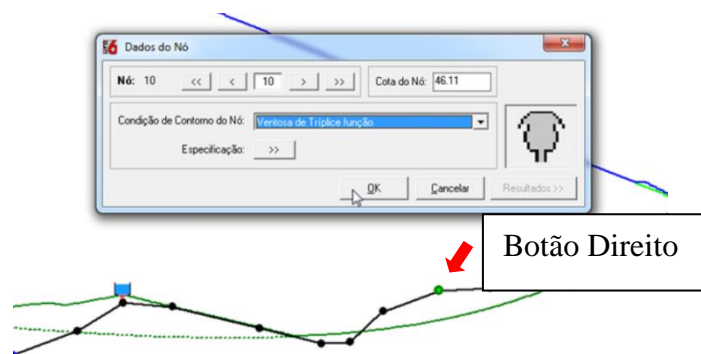 Dados do Nó
Nó: 10 << < 10 > >> Cota do Nó: 46.11
Condição de Contorno do Nó: Ventosa de Tríplice função
Especificação: >>
OK Cancelar Resultados >>
Botão Direito